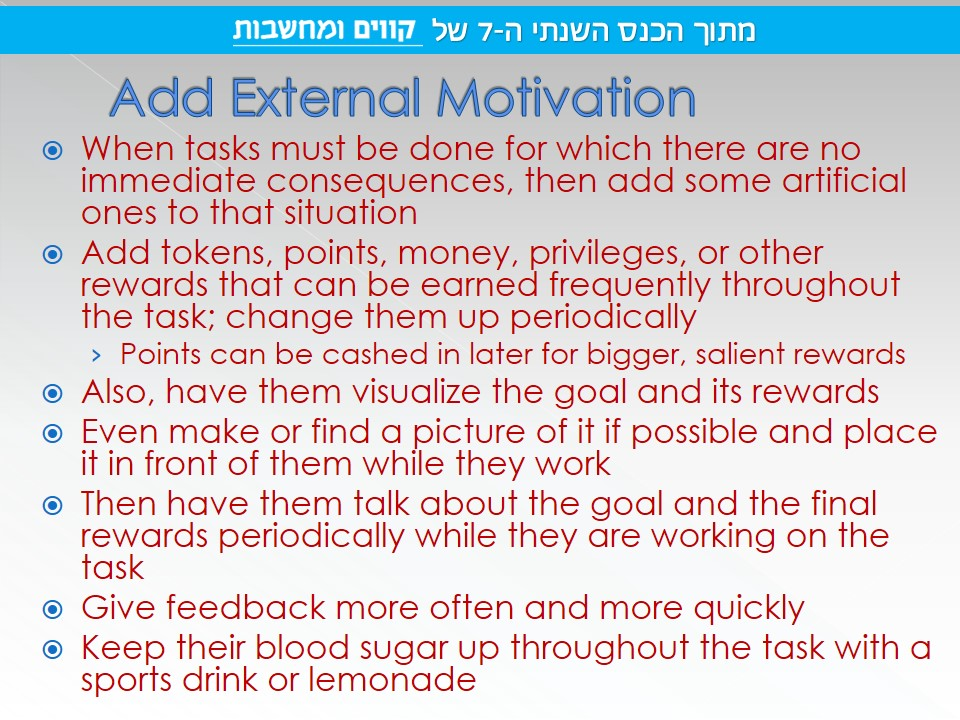 מתוך הכנס השנתי ה-7 של קווים ומחשבות
Add External Motivation
When tasks must be done for which there are no
immediate consequences, then add some artificial
ones to that situation
Add tokens, points, money, privileges, or other
rewards that can be earned frequently throughout
the task; change them up periodically
Points can be cashed in later for bigger, salient rewards
Also, have them visualize the goal and its rewards
Even make or find a picture of it if possible and place
it in front of them while they work
Then have them talk about the goal and the final
rewards periodically while they are working on the
task
Give feedback more often and more quickly
Keep their blood sugar up throughout the task with a
sports drink or lemonade